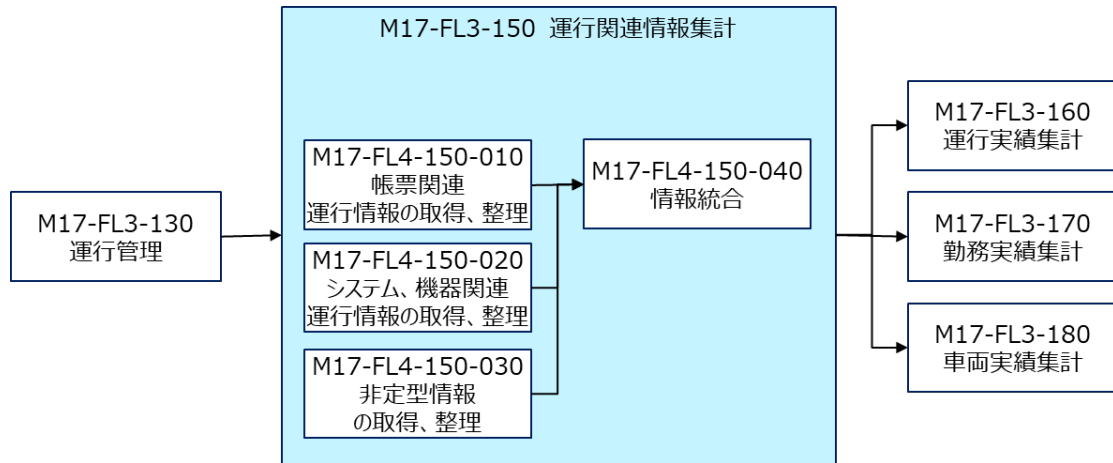 M17-FL3-150 運行関連情報集計
M17-FL3-130
運行管理
M17-FL4-150-010
帳票関連
運行情報の取得、整理
M17-FL4-150-020
システム、機器関連
運行情報の取得、整理
M17-FL4-150-030
非定型情報
の取得、整理
M17-FL4-150-040
情報統合
M17-FL3-160
運行実績集計
M17-FL3-170
勤務実績集計
M17-FL3-180
車両実績集計